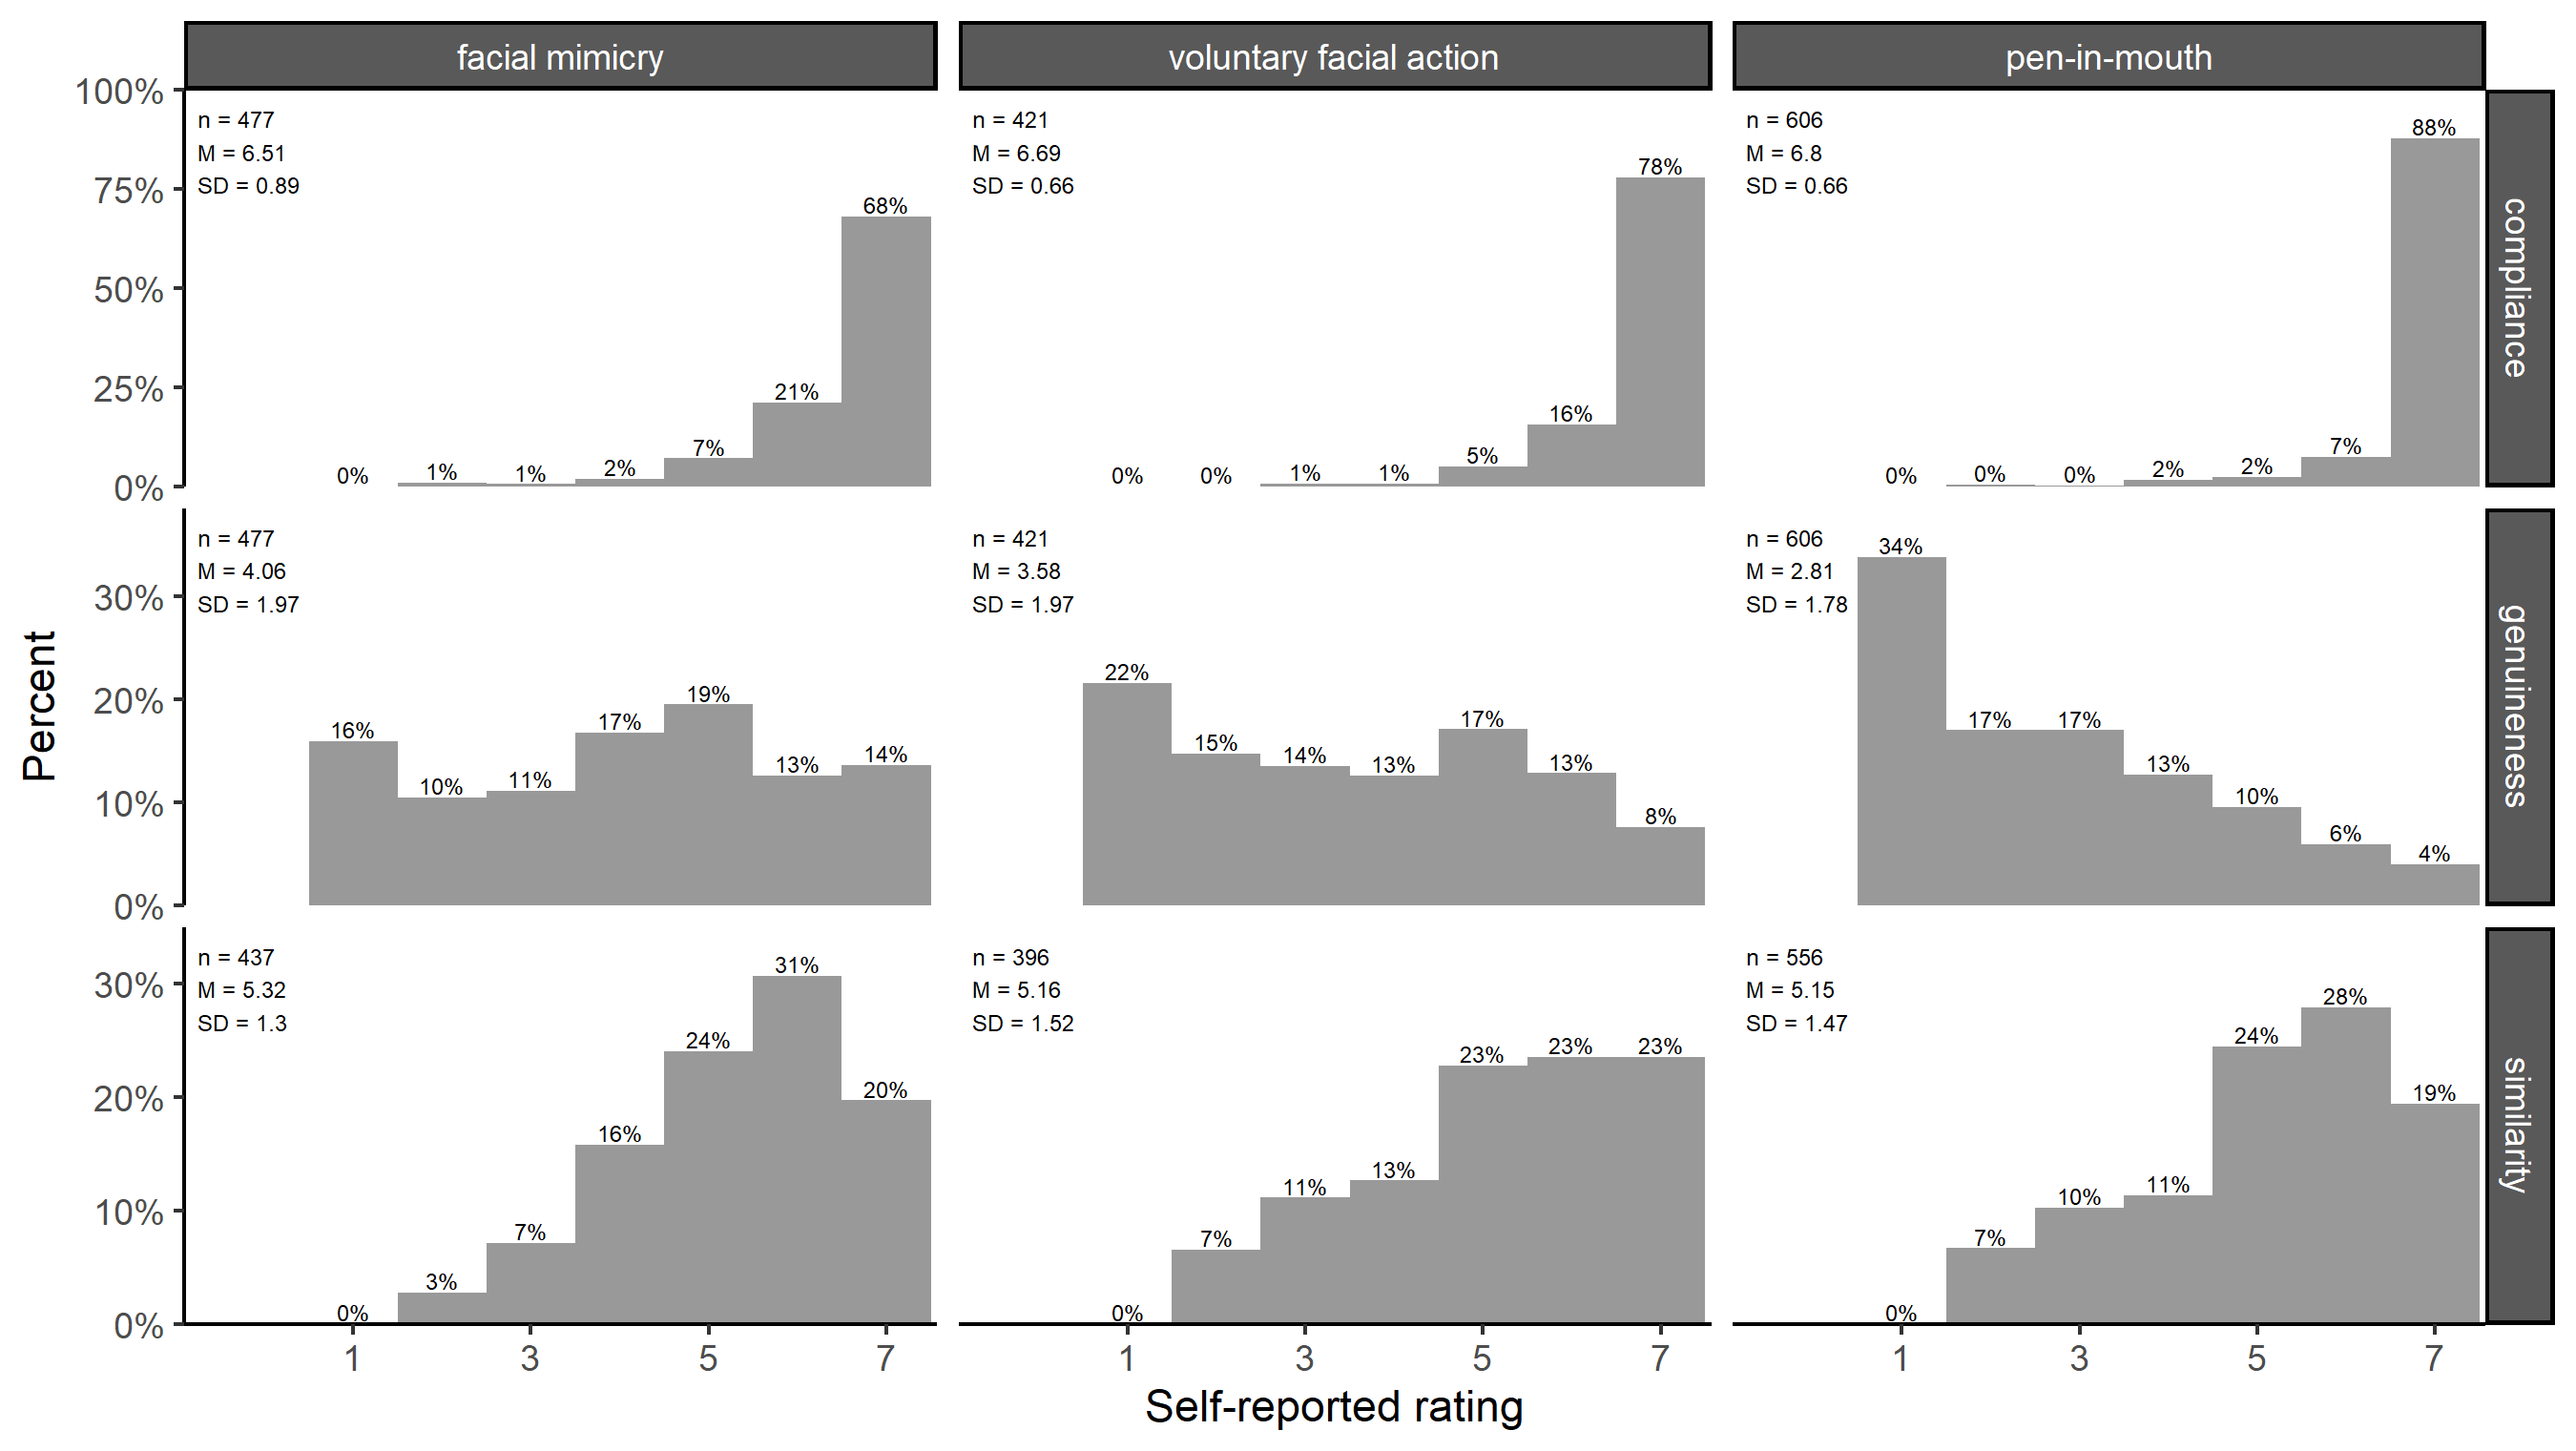 facial mimicry
voluntary facial action
pen-in-mouth
100%
75%
50%
25%
0%
n = 477
M = 6.51
SD = 0.89
0%
1%
1%
2%
7%
21%
68%
n = 421
M = 6.69
SD = 0.66
0%
0%
1%
1%
5%
16%
78%
n = 606
M = 6.8
SD = 0.66
0%
0%
0%
2%
2%
7%
88%
compliance
Percent
30%
20%
10%
0%
n = 477
M = 4.06
SD = 1.97
16%
10%
11%
17%
19%
13%
14%
n = 421
M = 3.58
SD = 1.97
22%
15%
14%
13%
17%
13%
8%
n = 606
M = 2.81
SD = 1.78
34%
17%
17%
13%
10%
6%
4%
genuineness
30%
20%
10%
0%
n = 437
M = 5.32
SD = 1.3
0%
3%
7%
16%
24%
31%
20%
n = 396
M = 5.16
SD = 1.52
0%
7%
11%
13%
23%
23%
23%
n = 556
M = 5.15
SD = 1.47
0%
7%
10%
11%
24%
28%
19%
similarity
1 3 5 7
1 3 5 7
1 3 5 7
Self-reported rating